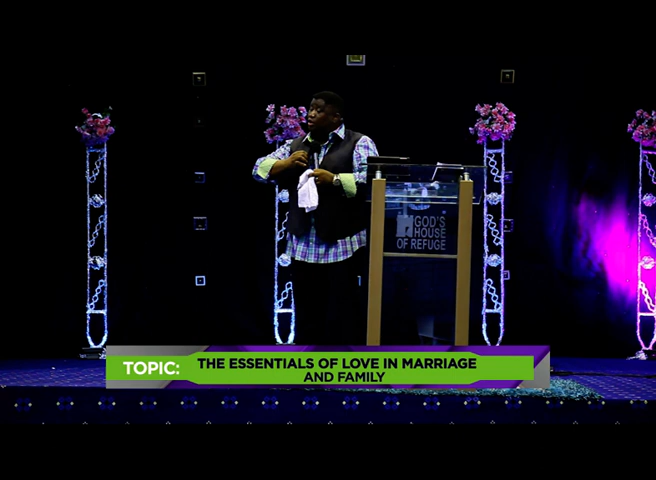 GOD'S
HOUSE
OF REFUGE
TOPIC:
THE ESSENTIALS OF LOVE IN MARRIAGE
AND FAMILY